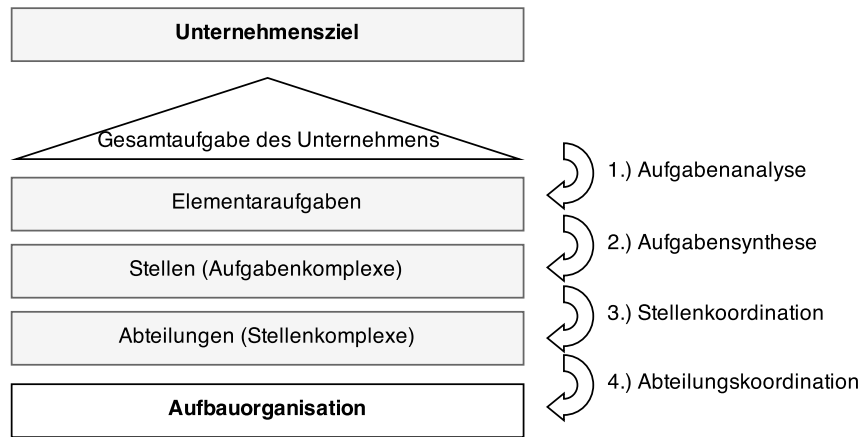 Unternehmensziel
Gesamtaufgabe des Unternehmens
1.) Aufgabenanalyse
Elementaraufgaben
2.) Aufgabensynthese
Stellen (Aufgabenkomplexe)
3.) Stellenkoordination
Abteilungen (Stellenkomplexe)
4.) Abteilungskoordination
Aufbauorganisation